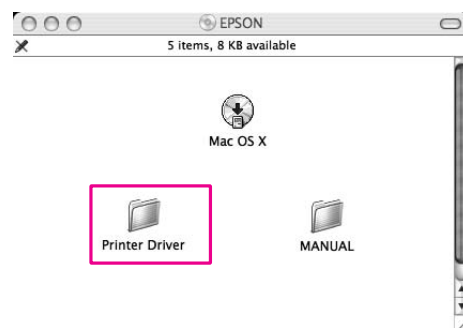 EPSON
5 items, 8 KB available
Mac OS X
Printer Driver
MANUAL